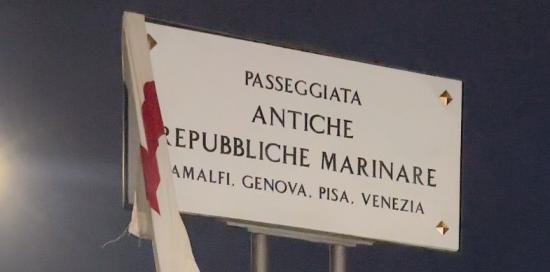 PASSEGGIATA
ANTICHE
REPUBBLICHE MARINARE
AMALFI, GENOVA, PISA, VENEZIA